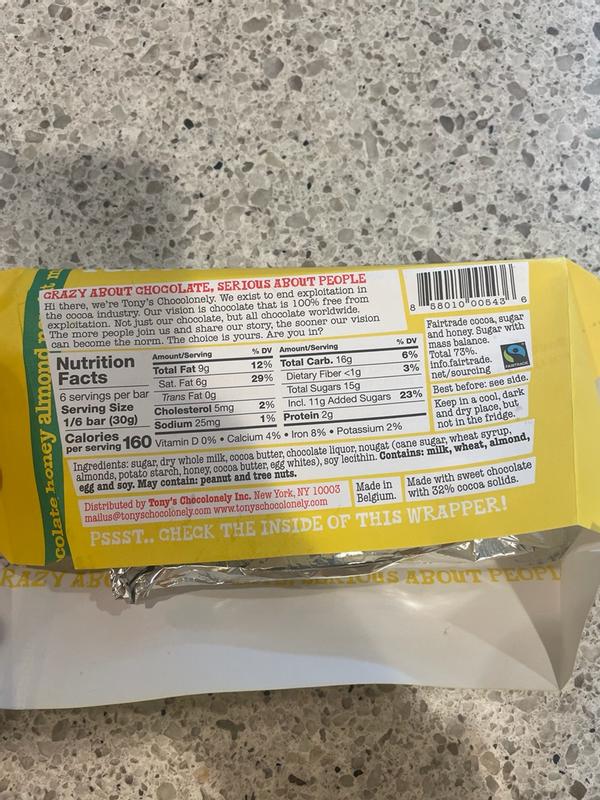 colate honey almond
CRAZY ABOUT CHOCOLATE, SERIOUS ABOUT PEOPLE
Hi there, we're Tony's Chocolonely. We exist to end exploitation in
the cocoa industry. Our vision is chocolate that is 100% free from
exploitation. Not just our chocolate, but all chocolate worldwide.
The more people join us and share our story, the sooner our vision
can become the norm. The choice is yours. Are you in?
8 68010 00543 6
Nutrition
Facts
6 servings per bar
Serving Size
1/6 bar (30g)
Calories
per serving 160
Amount/Serving % DV
Total Fat 9g 12%
Sat. Fat 6g 29%
Trans Fat 0g
Cholesterol 5mg 2%
Sodium 25mg 1%
Amount/Serving % DV
Total Carb. 16g 6%
Dietary Fiber <1g 3%
Total Sugars 15g
Incl. 11g Added Sugars 23%
Protein 2g
Vitamin D 0% • Calcium 4% • Iron 8% • Potassium 2%
Fairtrade cocoa, sugar
and honey. Sugar with
mass balance.
Total 73%.
info.fairtrade.
net/sourcing
FAIRTRADE
Best before: see side.
Keep in a cool, dark
and dry place, but
not in the fridge.
Ingredients: sugar, dry whole milk, cocoa butter, chocolate liquor, nougat (cane sugar, wheat syrup,
almonds, potato starch, honey, cocoa butter, egg whites), soy lecithin. Contains: milk, wheat, almond,
egg and soy. May contain: peanut and tree nuts.
Distributed by Tony's Chocolonely Inc. New York, NY 10003
mailus@tonyschocolonely.com www.tonyschocolonely.com
Made in
Belgium.
Made with sweet chocolate
with 32% cocoa solids.
PSSST.. CHECK THE INSIDE OF THIS WRAPPER!
RAZY AB
SERIOUS ABOUT PEOPL